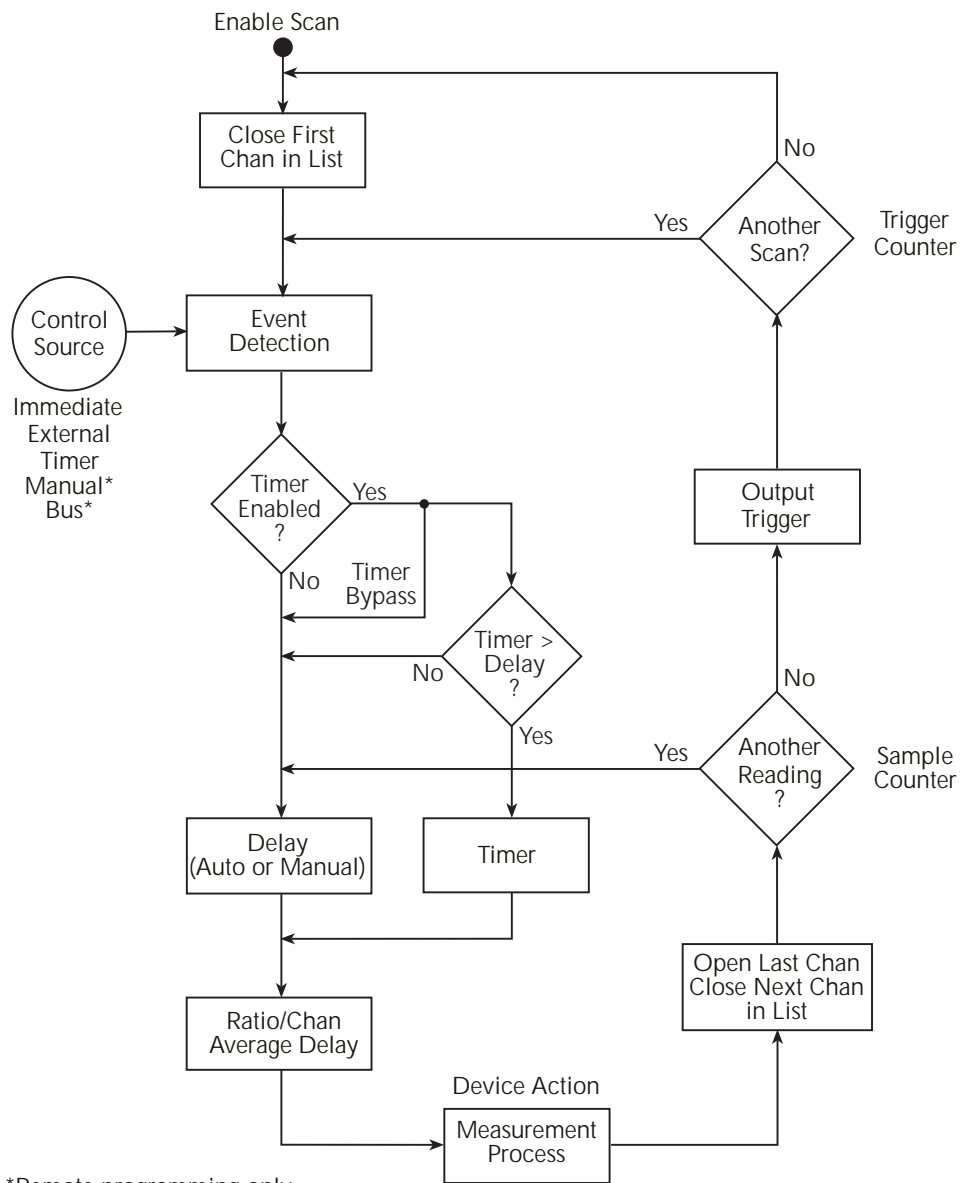 Enable Scan
Close First
Chan in List
No
Yes
Another
Scan?
Trigger
Counter
Control
Source
Event
Detection
Immediate
External
Timer
Manual*
Bus*
Timer
Enabled
?
Yes
No
Timer
Bypass
Output
Trigger
Timer >
Delay
?
No
Yes
No
Yes
Another
Reading
?
Sample
Counter
Delay
(Auto or Manual)
Timer
Open Last Chan
Close Next Chan
in List
Ratio/Chan
Average Delay
Device Action
Measurement
Process
*Remote programming only